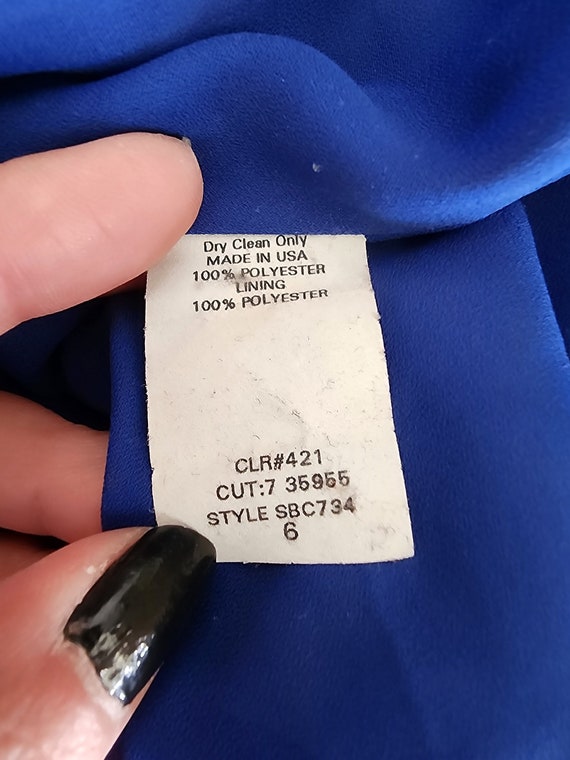 Dry Clean Only
MADE IN USA
100% POLYESTER
LINING
100% POLYESTER
CLR#421
CUT:7 35955
STYLE SBC734
6